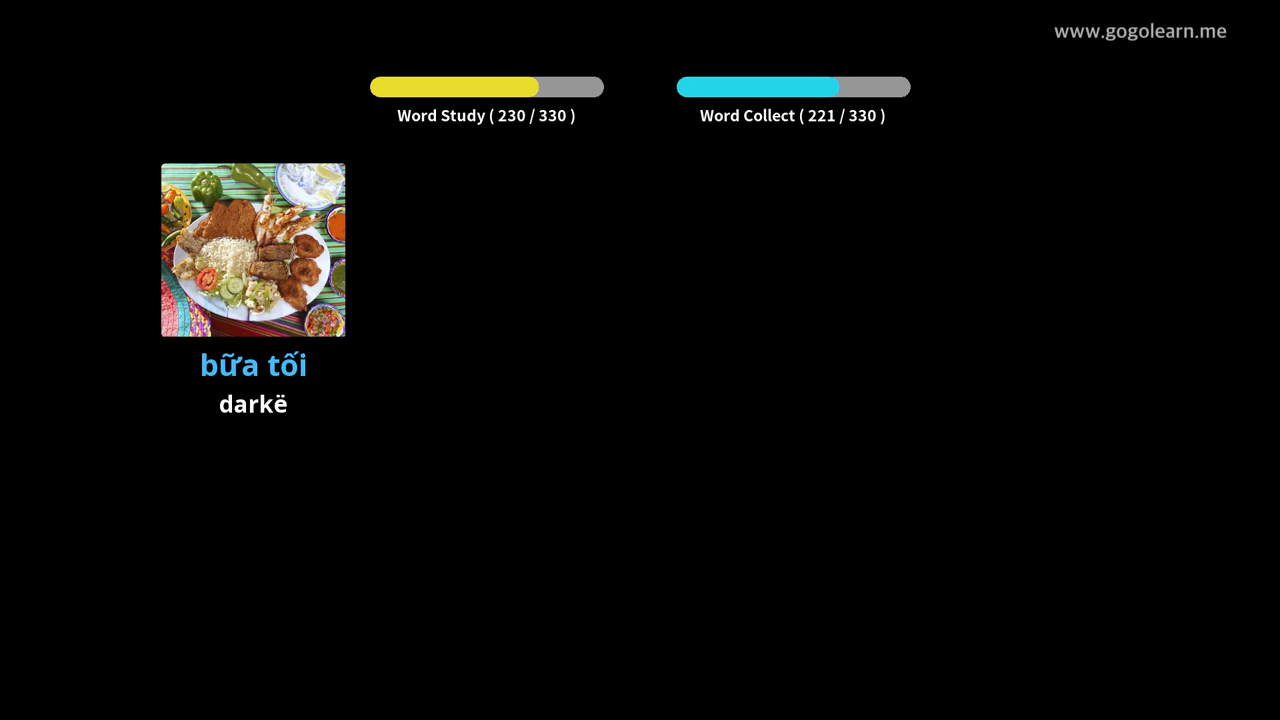 www.gogolearn.me
Word Study ( 230 / 330 )
Word Collect ( 221 / 330 )
bữa tối
darkë